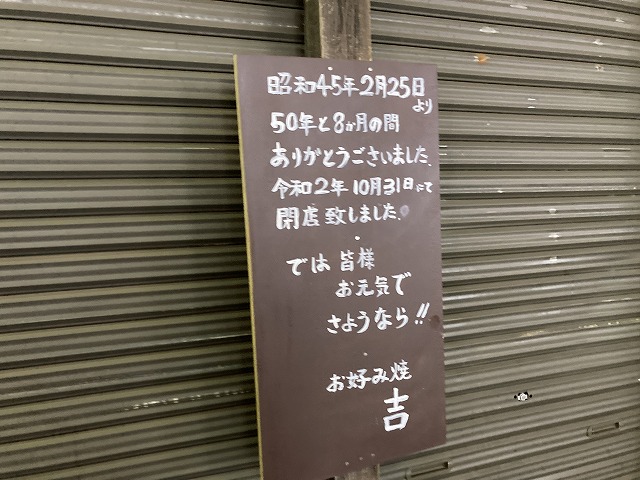 昭和45年2月25日
より
50年と8か月の間
ありがとうございました。
令和2年10月31日にて
閉店致しました。
では皆様
お元気で
さようなら!!
お好み焼
吉